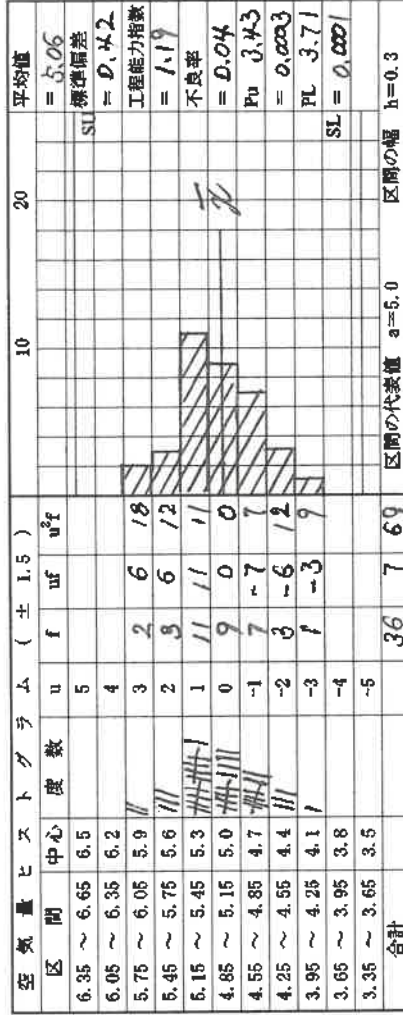 空気量ヒストグラム ( ± 1.5 )
区間 中心 度数 u f uf u²f 10 20 平均値
6.35 ~ 6.65 6.5 5 = 5.06
6.05 ~ 6.35 6.2 4 標準偏差
SU = 0.42
5.75 ~ 6.05 5.9 3 2 6 18 工程能力指数
5.45 ~ 5.75 5.6 2 3 6 12 = 1.19
5.15 ~ 5.45 5.3 1 11 11 11 不良率
4.85 ~ 5.15 5.0 0 9 0 0 x̄ = 0.04
4.55 ~ 4.85 4.7 -1 7 -7 7 Pu 3.43
4.25 ~ 4.55 4.4 -2 3 -6 12 = 0.0003
3.95 ~ 4.25 4.1 -3 1 -3 9 PL 3.71
3.65 ~ 3.95 3.8 -4 SL = 0.0001
3.35 ~ 3.65 3.5 -5
合計 36 7 69 区間の代表値 a=5.0 区間の幅 h=0.3